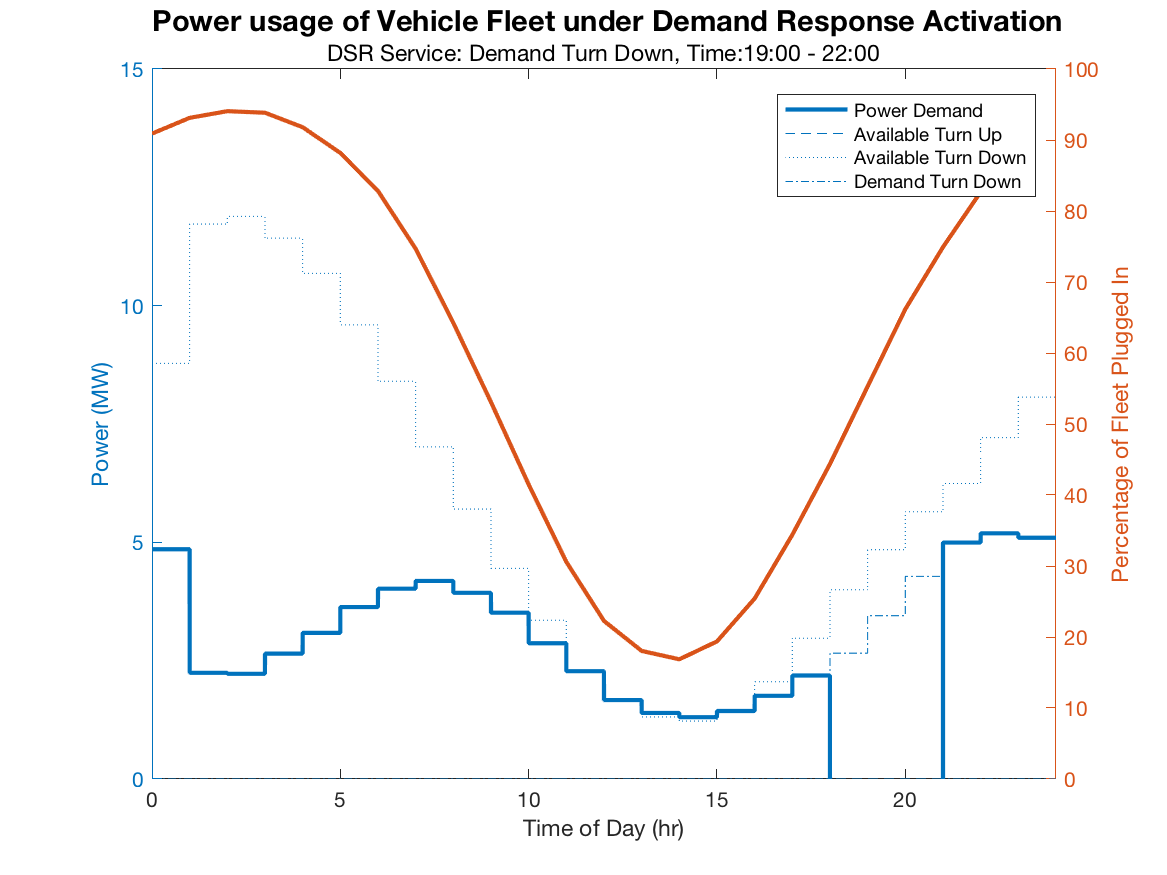 Power usage of Vehicle Fleet under Demand Response Activation
DSR Service: Demand Turn Down, Time:19:00 - 22:00
15
10
5
0
Power (MW)
100
90
80
70
60
50
40
30
20
10
0
Percentage of Fleet Plugged In
Power Demand
Available Turn Up
Available Turn Down
Demand Turn Down
0 5 10 15 20
Time of Day (hr)